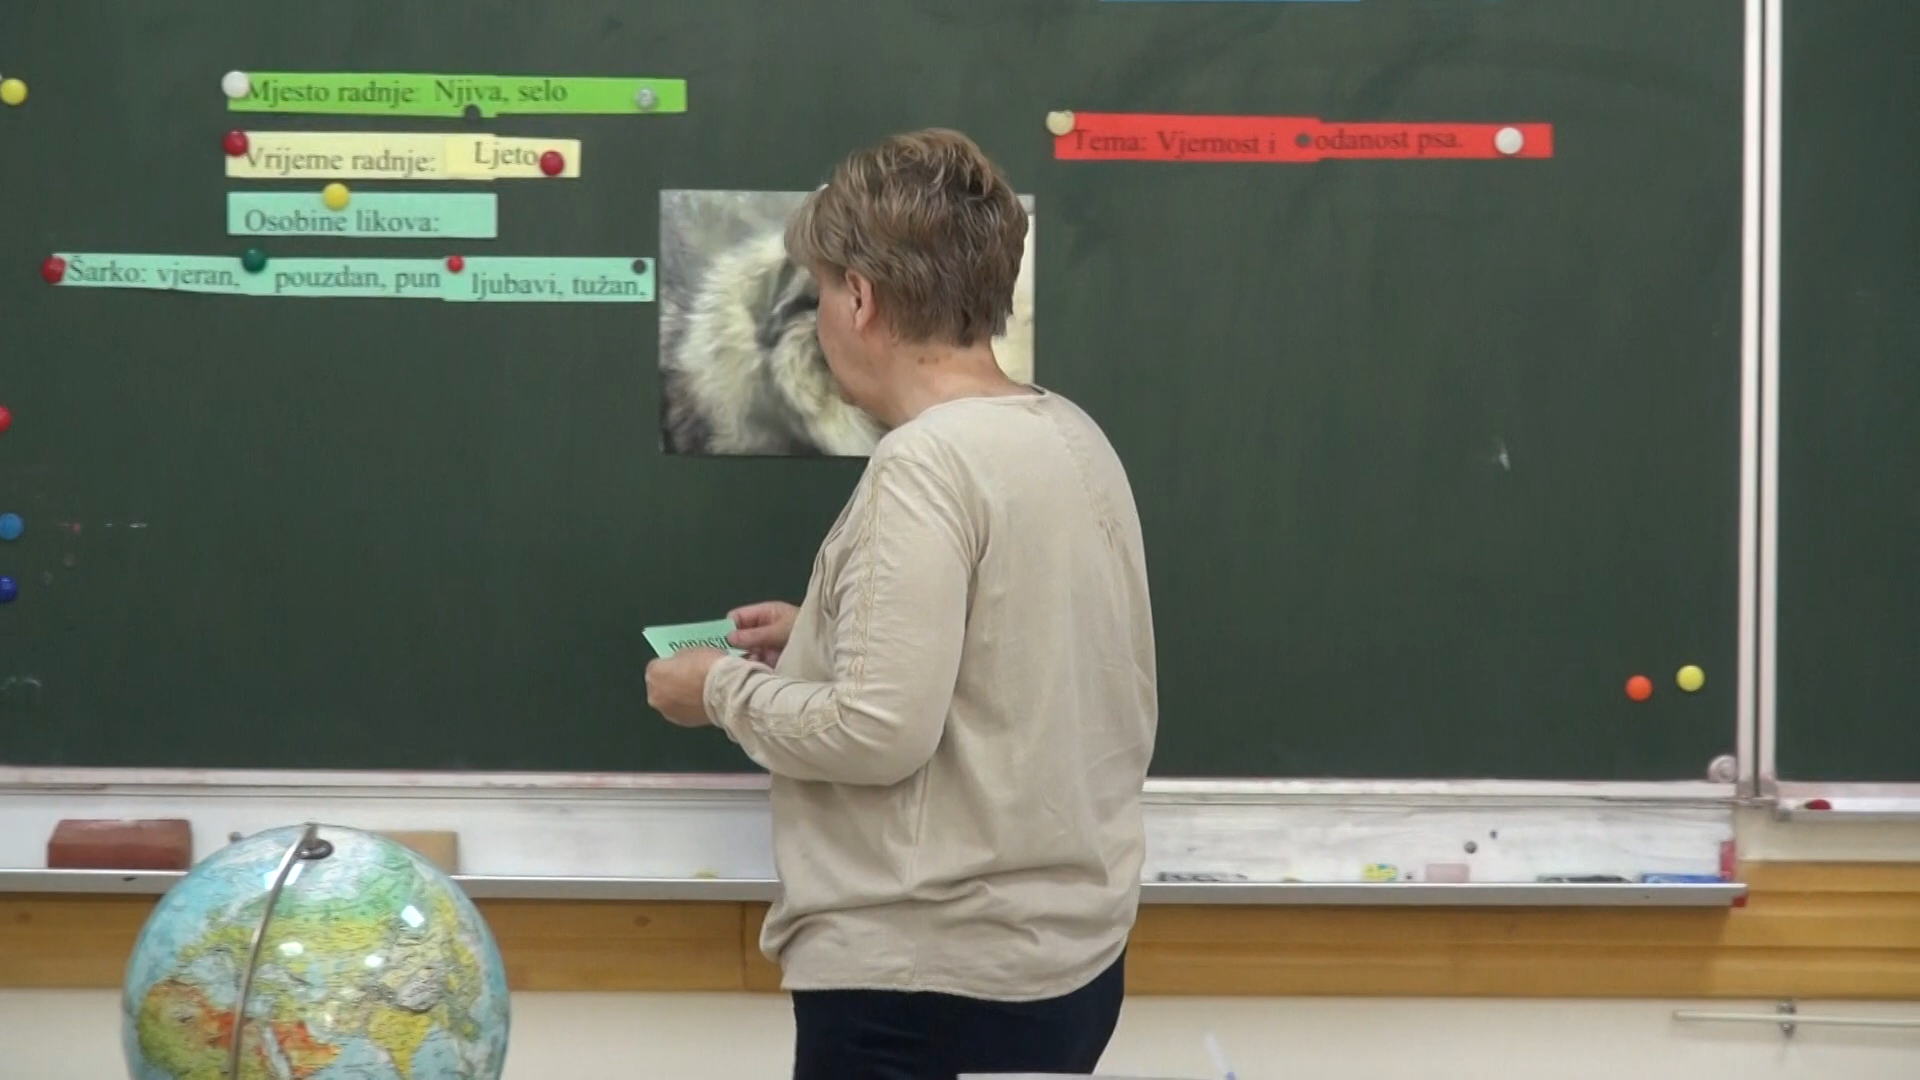 Mjesto radnje: Njiva, selo
Vrijeme radnje: Ljeto
Osobine likova:
Šarko: vjeran, pouzdan, pun ljubavi, tužan,
Tema: Vjernost i odanost psa.